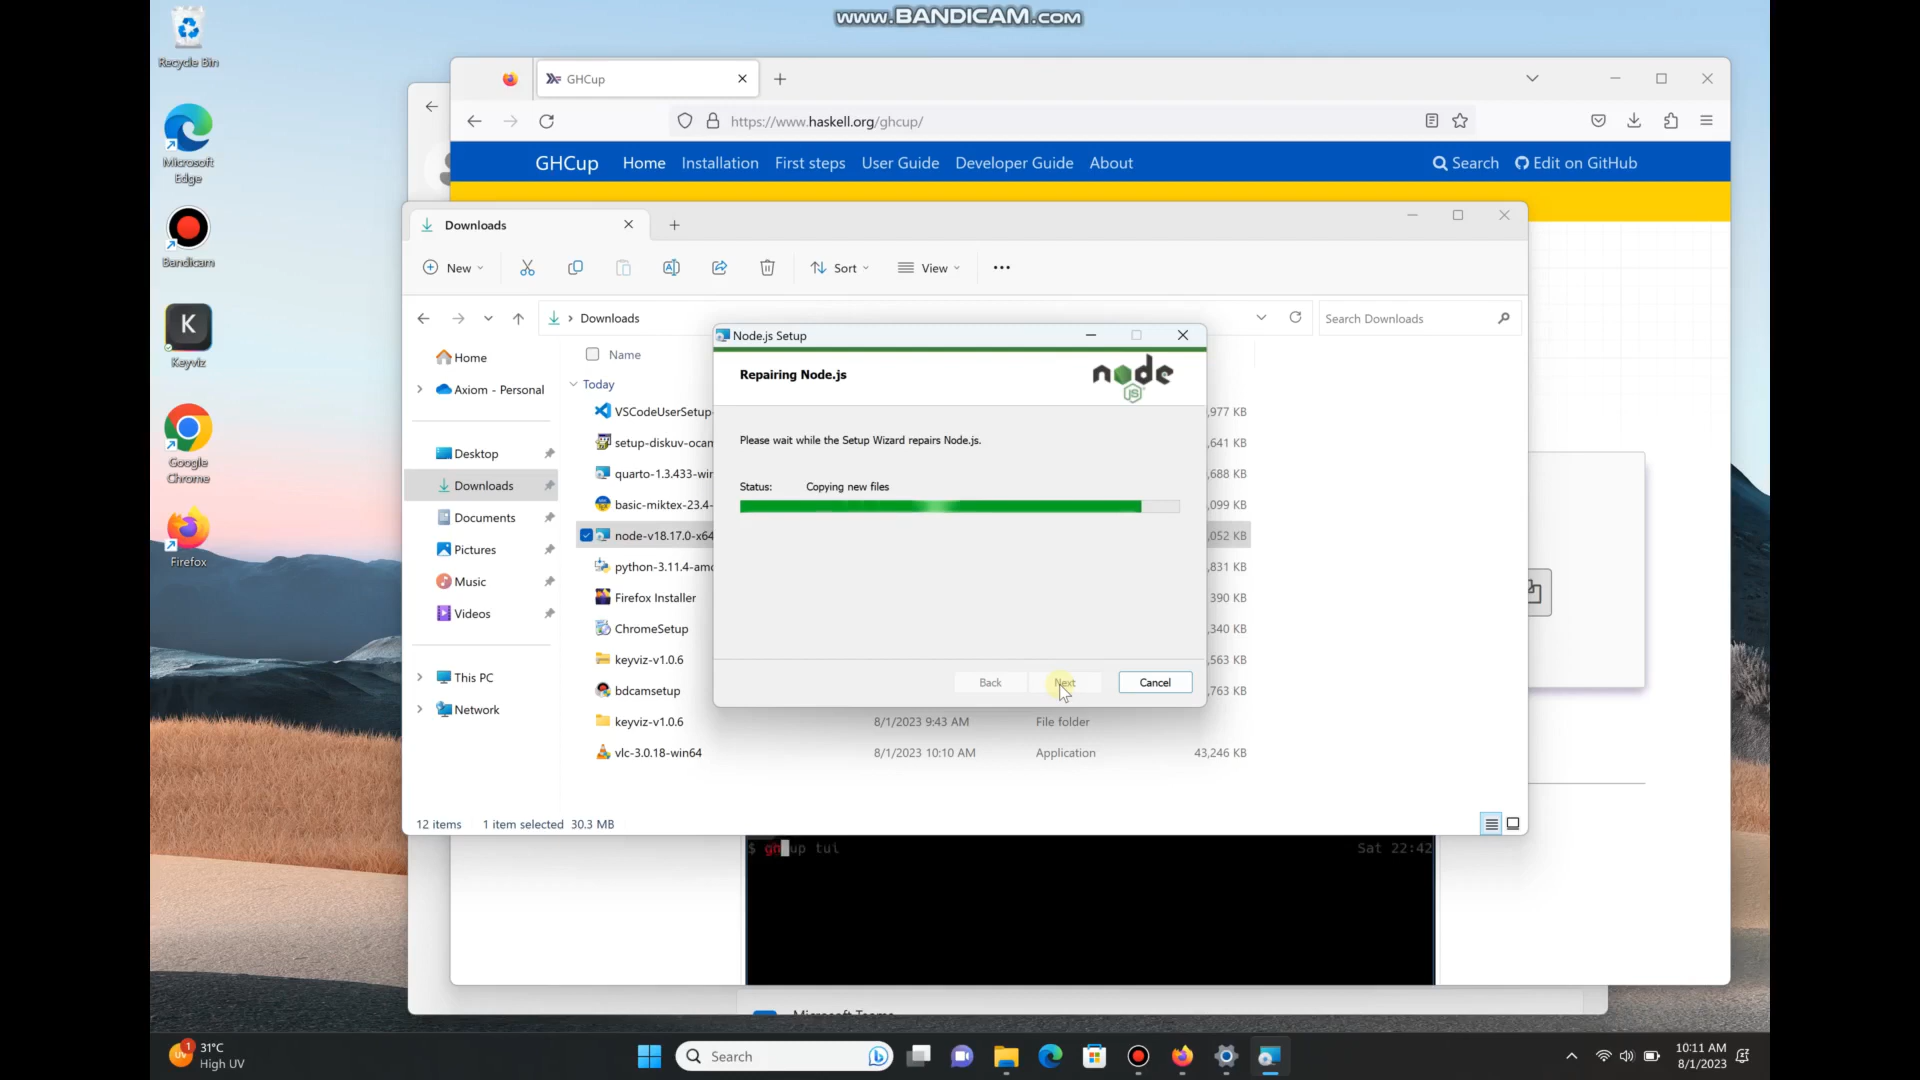 www.BANDICAM.com
Recycle Bin
Microsoft
Edge
Bandicam
K
Keyviz
Google
Chrome
Firefox
GHCup
https://www.haskell.org/ghcup/
GHCup Home Installation First steps User Guide Developer Guide About Search Edit on GitHub
Downloads
New Sort View
Downloads
Search Downloads
Home
Axiom - Personal
Desktop
Downloads
Documents
Pictures
Music
Videos
This PC
Network
Name
Today
VSCodeUserSetup- ,977 KB
setup-diskuv-ocam ,641 KB
quarto-1.3.433-win ,688 KB
basic-miktex-23.4- ,099 KB
node-v18.17.0-x64 ,052 KB
python-3.11.4-amd ,831 KB
Firefox Installer 390 KB
ChromeSetup ,340 KB
keyviz-v1.0.6 ,563 KB
bdcamsetup ,763 KB
keyviz-v1.0.6 8/1/2023 9:43 AM File folder
vlc-3.0.18-win64 8/1/2023 10:10 AM Application 43,246 KB
12 items 1 item selected 30.3 MB
Node.js Setup
Repairing Node.js
node
JS
Please wait while the Setup Wizard repairs Node.js.
Status: Copying new files
Back Next Cancel
$ ghcup tui Sat 22:42
1
31°C
High UV
Search
10:11 AM
8/1/2023